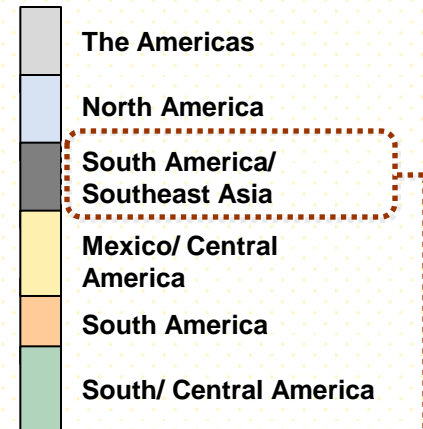 The Americas
North America
South America/
Southeast Asia
Mexico/ Central
America
South America
South/ Central America